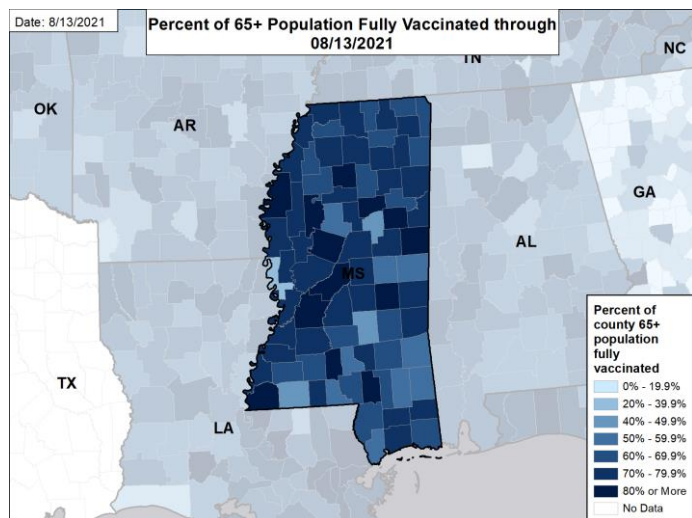 Date: 8/13/2021
Percent of 65+ Population Fully Vaccinated through
08/13/2021
TN
NC
OK
AR
GA
AL
MS
TX
LA
Percent of
county 65+
population
fully
vaccinated
0% - 19.9%
20% - 39.9%
40% - 49.9%
50% - 59.9%
60% - 69.9%
70% - 79.9%
80% or More
No Data